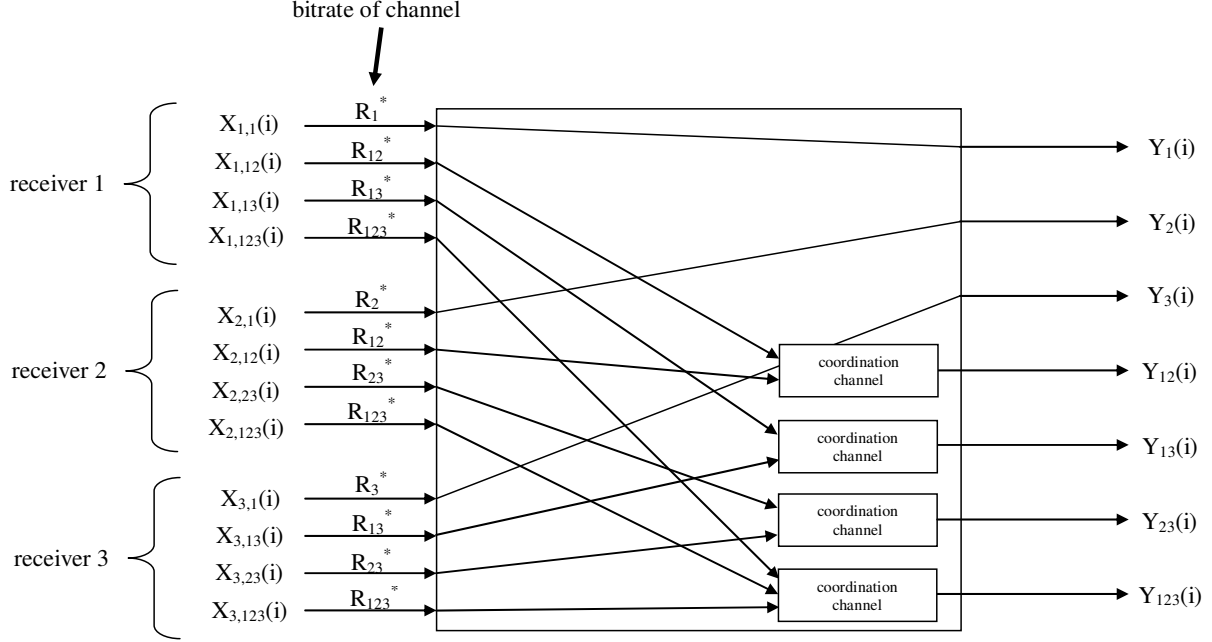 bitrate of channel
receiver 1
X1,1(i) R1*
X1,12(i) R12*
X1,13(i) R13*
X1,123(i) R123*
receiver 2
X2,1(i) R2*
X2,12(i) R12*
X2,23(i) R23*
X2,123(i) R123*
receiver 3
X3,1(i) R3*
X3,13(i) R13*
X3,23(i) R23*
X3,123(i) R123*
coordination
channel
coordination
channel
coordination
channel
coordination
channel
Y1(i)
Y2(i)
Y3(i)
Y12(i)
Y13(i)
Y23(i)
Y123(i)